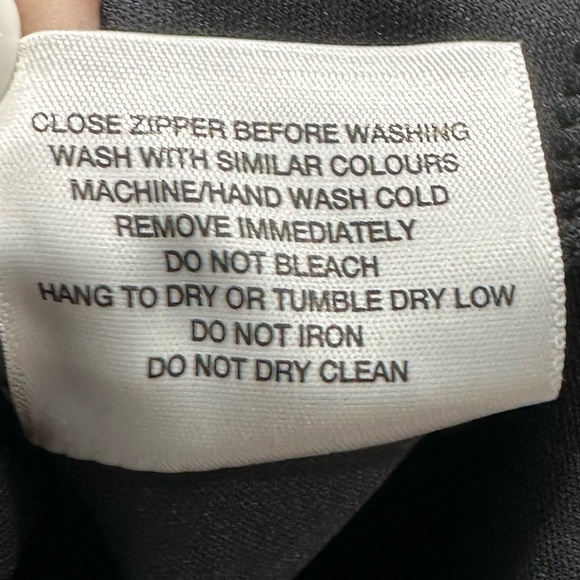 CLOSE ZIPPER BEFORE WASHING
WASH WITH SIMILAR COLOURS
MACHINE/HAND WASH COLD
REMOVE IMMEDIATELY
DO NOT BLEACH
HANG TO DRY OR TUMBLE DRY LOW
DO NOT IRON
DO NOT DRY CLEAN